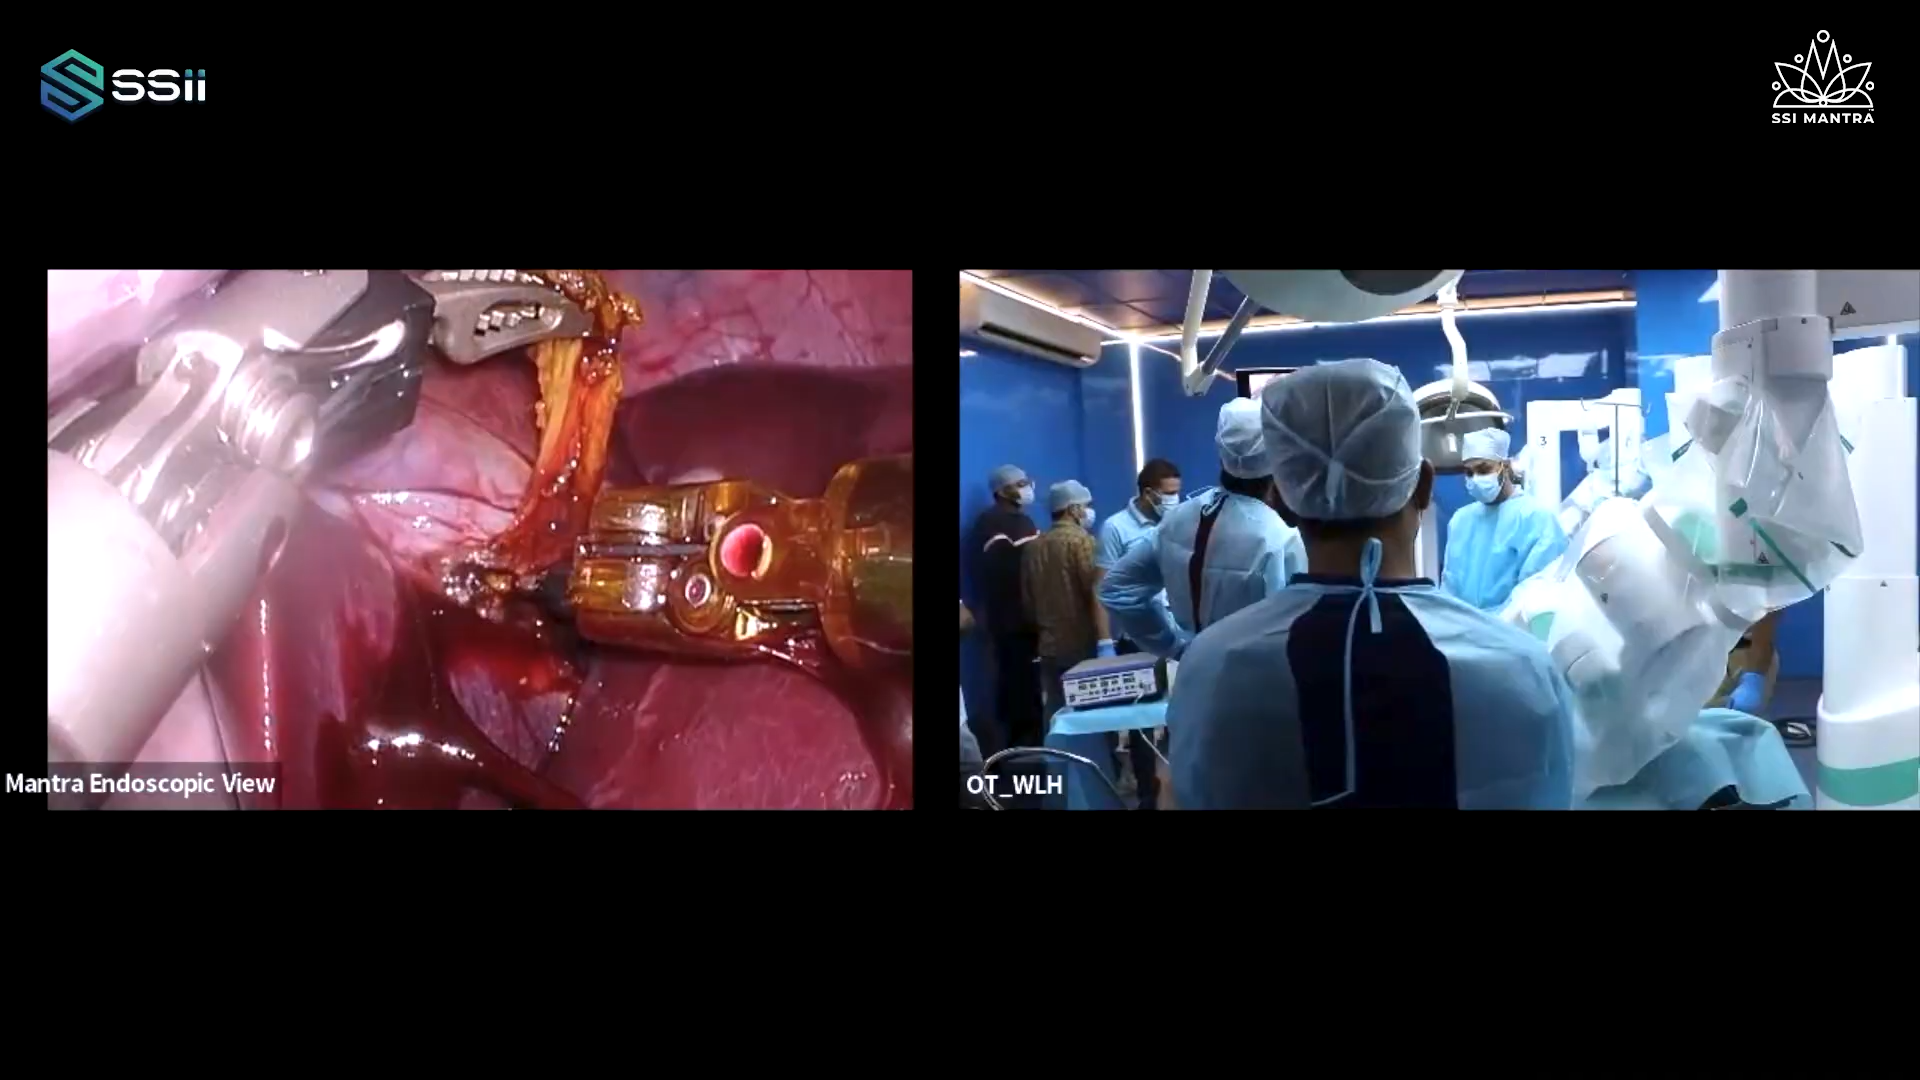 SSii
SSI MANTRA
Mantra Endoscopic View
OT_WLH
3